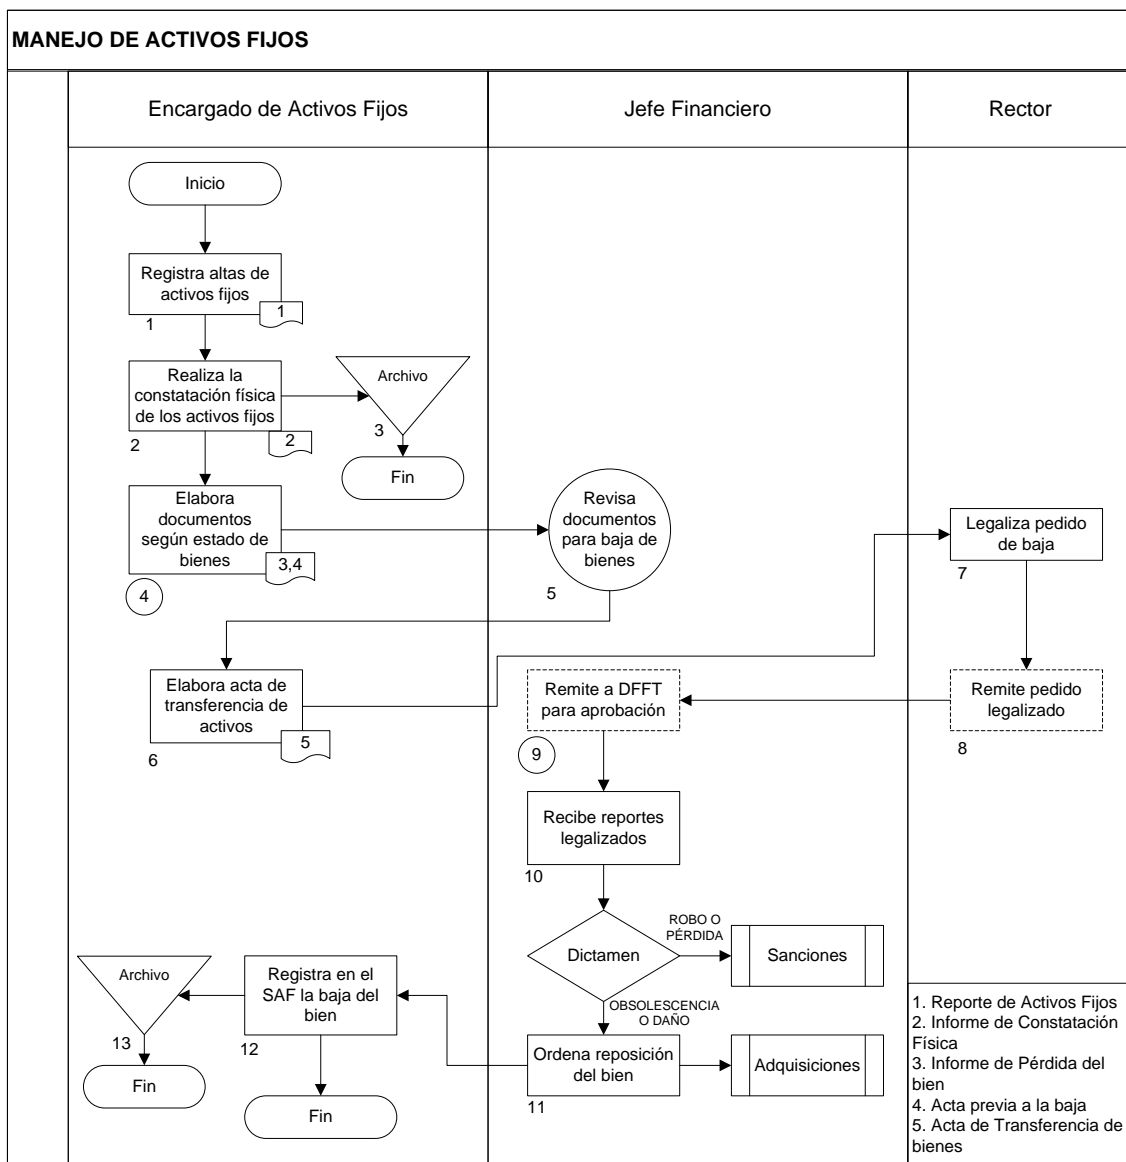 MANEJO DE ACTIVOS FIJOS
Encargado de Activos Fijos
Jefe Financiero
Rector
Inicio
Registra altas de
activos fijos
1
1
Realiza la
constatación física
de los activos fijos
2
2
Archivo
3
Fin
Elabora
documentos
según estado de
bienes
3,4
4
Revisa
documentos
para baja de
bienes
5
Legaliza pedido
de baja
7
Elabora acta de
transferencia de
activos
5
6
Remite a DFFT
para aprobación
9
Remite pedido
legalizado
8
Recibe reportes
legalizados
10
Dictamen
ROBO O
PÉRDIDA
Sanciones
OBSOLESCENCIA
O DAÑO
Archivo
13
Fin
Registra en el
SAF la baja del
bien
12
Fin
Ordena reposición
del bien
11
Adquisiciones
1. Reporte de Activos Fijos
2. Informe de Constatación
Física
3. Informe de Pérdida del
bien
4. Acta previa a la baja
5. Acta de Transferencia de
bienes